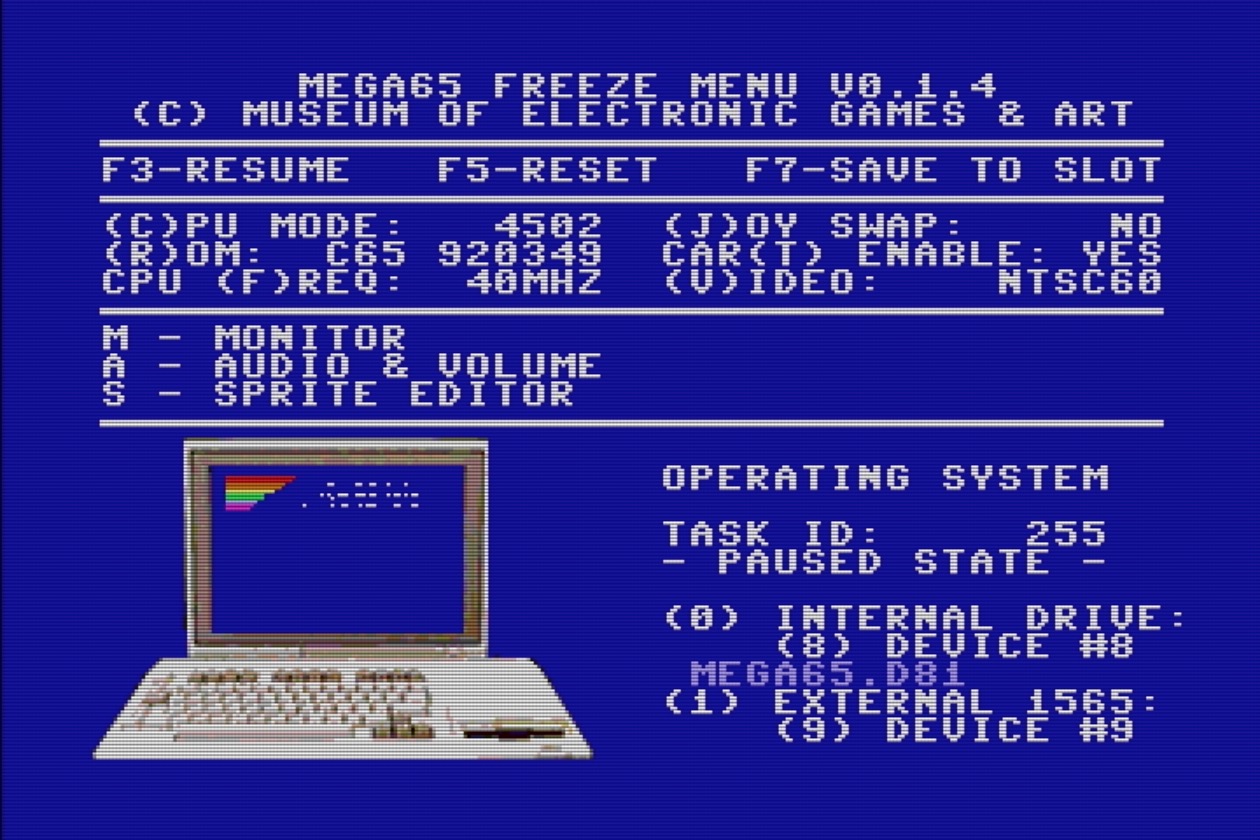 MEGA65 FREEZE MENU V0.1.4
(C) MUSEUM OF ELECTRONIC GAMES & ART
F3-RESUME F5-RESET F7-SAVE TO SLOT
(C)PU MODE: 4502 (J)OY SWAP: NO
(R)OM: C65 920349 CAR(T) ENABLE: YES
CPU (F)REQ: 40MHZ (V)IDEO: NTSC60
M - MONITOR
A - AUDIO & VOLUME
S - SPRITE EDITOR
OPERATING SYSTEM
TASK ID: 255
- PAUSED STATE -
(0) INTERNAL DRIVE:
(8) DEVICE #8
MEGA65.D81
(1) EXTERNAL 1565:
(9) DEVICE #9